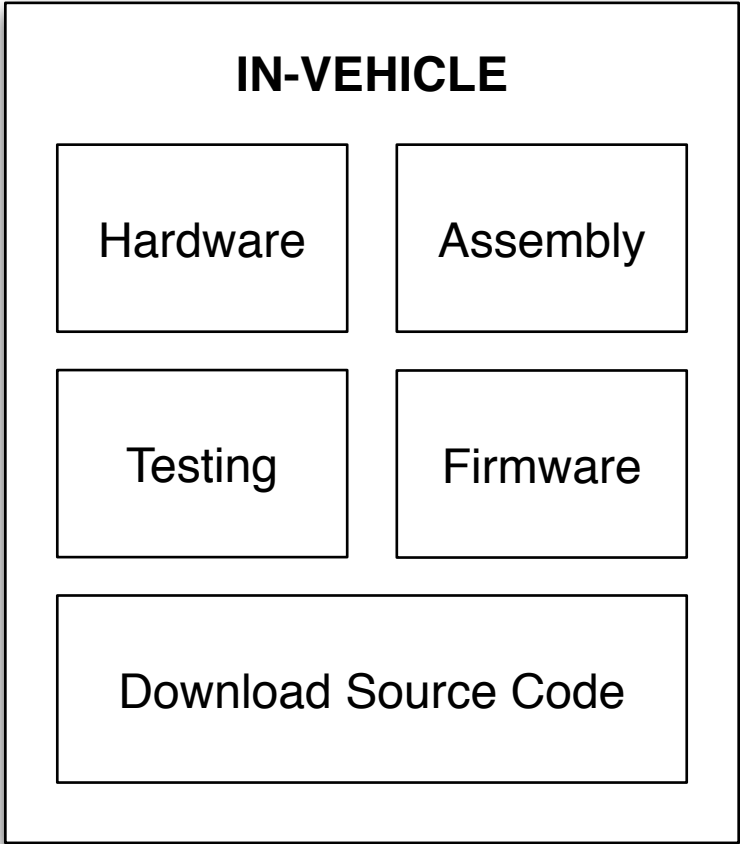 IN-VEHICLE
Hardware
Assembly
Testing
Firmware
Download Source Code